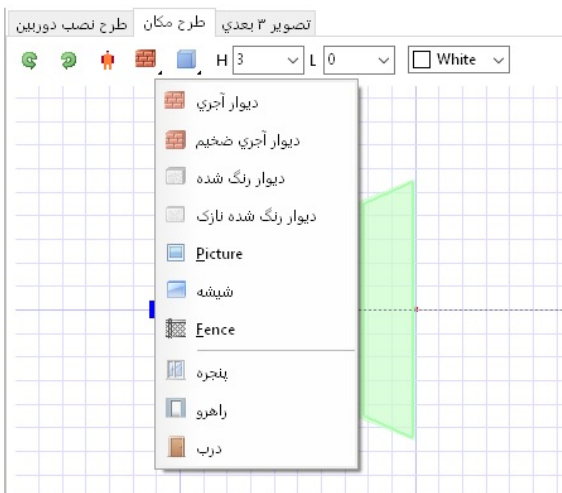 تصویر ۳ بعدي	طرح مکان	طرح نصب دوربین
H 3 L 0 White
دیوار آجري
دیوار آجري ضخیم
دیوار رنگ شده
دیوار رنگ شده نازک
Picture
شیشه
Fence
پنجره
راهرو
درب